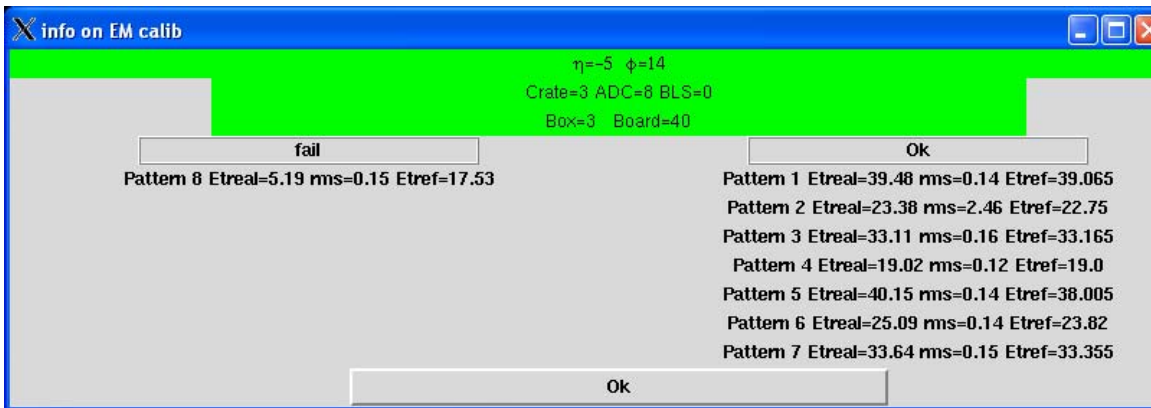 info on EM calib
η=-5 ϕ=14
Crate=3 ADC=8 BLS=0
Box=3 Board=40
fail
Ok
Pattern 8 Etreal=5.19 rms=0.15 Etref=17.53
Pattern 1 Etreal=39.48 rms=0.14 Etref=39.065
Pattern 2 Etreal=23.38 rms=2.46 Etref=22.75
Pattern 3 Etreal=33.11 rms=0.16 Etref=33.165
Pattern 4 Etreal=19.02 rms=0.12 Etref=19.0
Pattern 5 Etreal=40.15 rms=0.14 Etref=38.005
Pattern 6 Etreal=25.09 rms=0.14 Etref=23.82
Pattern 7 Etreal=33.64 rms=0.15 Etref=33.355
Ok